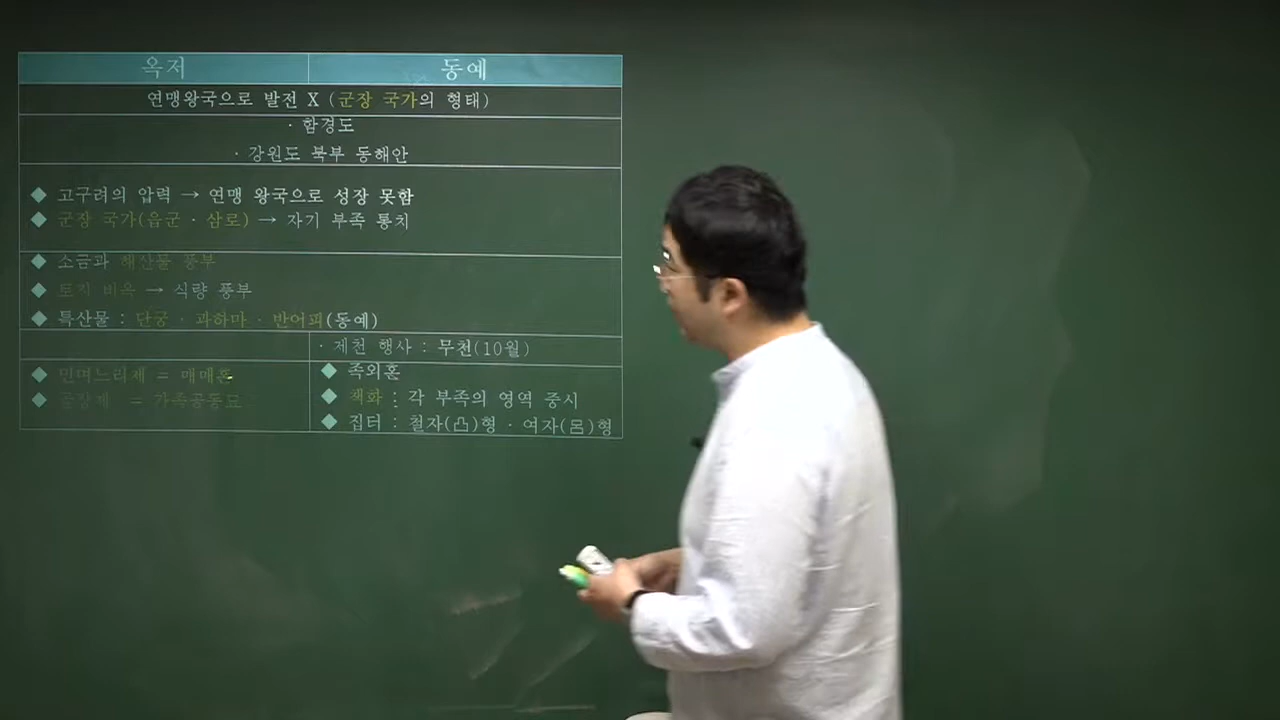 옥저 동예
연맹왕국으로 발전 X (군장 국가의 형태)
· 함경도
· 강원도 북부 동해안
◆ 고구려의 압력 → 연맹 왕국으로 성장 못함
◆ 군장 국가(읍군 · 삼로) → 자기 부족 통치
◆ 소금과 해산물 풍부
◆ 토지 비옥 → 식량 풍부
◆ 특산물 : 단궁 · 과하마 · 반어피(동예)
· 제천 행사 : 무천(10월)
◆ 민며느리제 = 매매혼
◆ 골장제 = 가족공동묘
◆ 족외혼
◆ 책화 : 각 부족의 영역 중시
◆ 집터 : 철자(凸)형 · 여자(呂)형